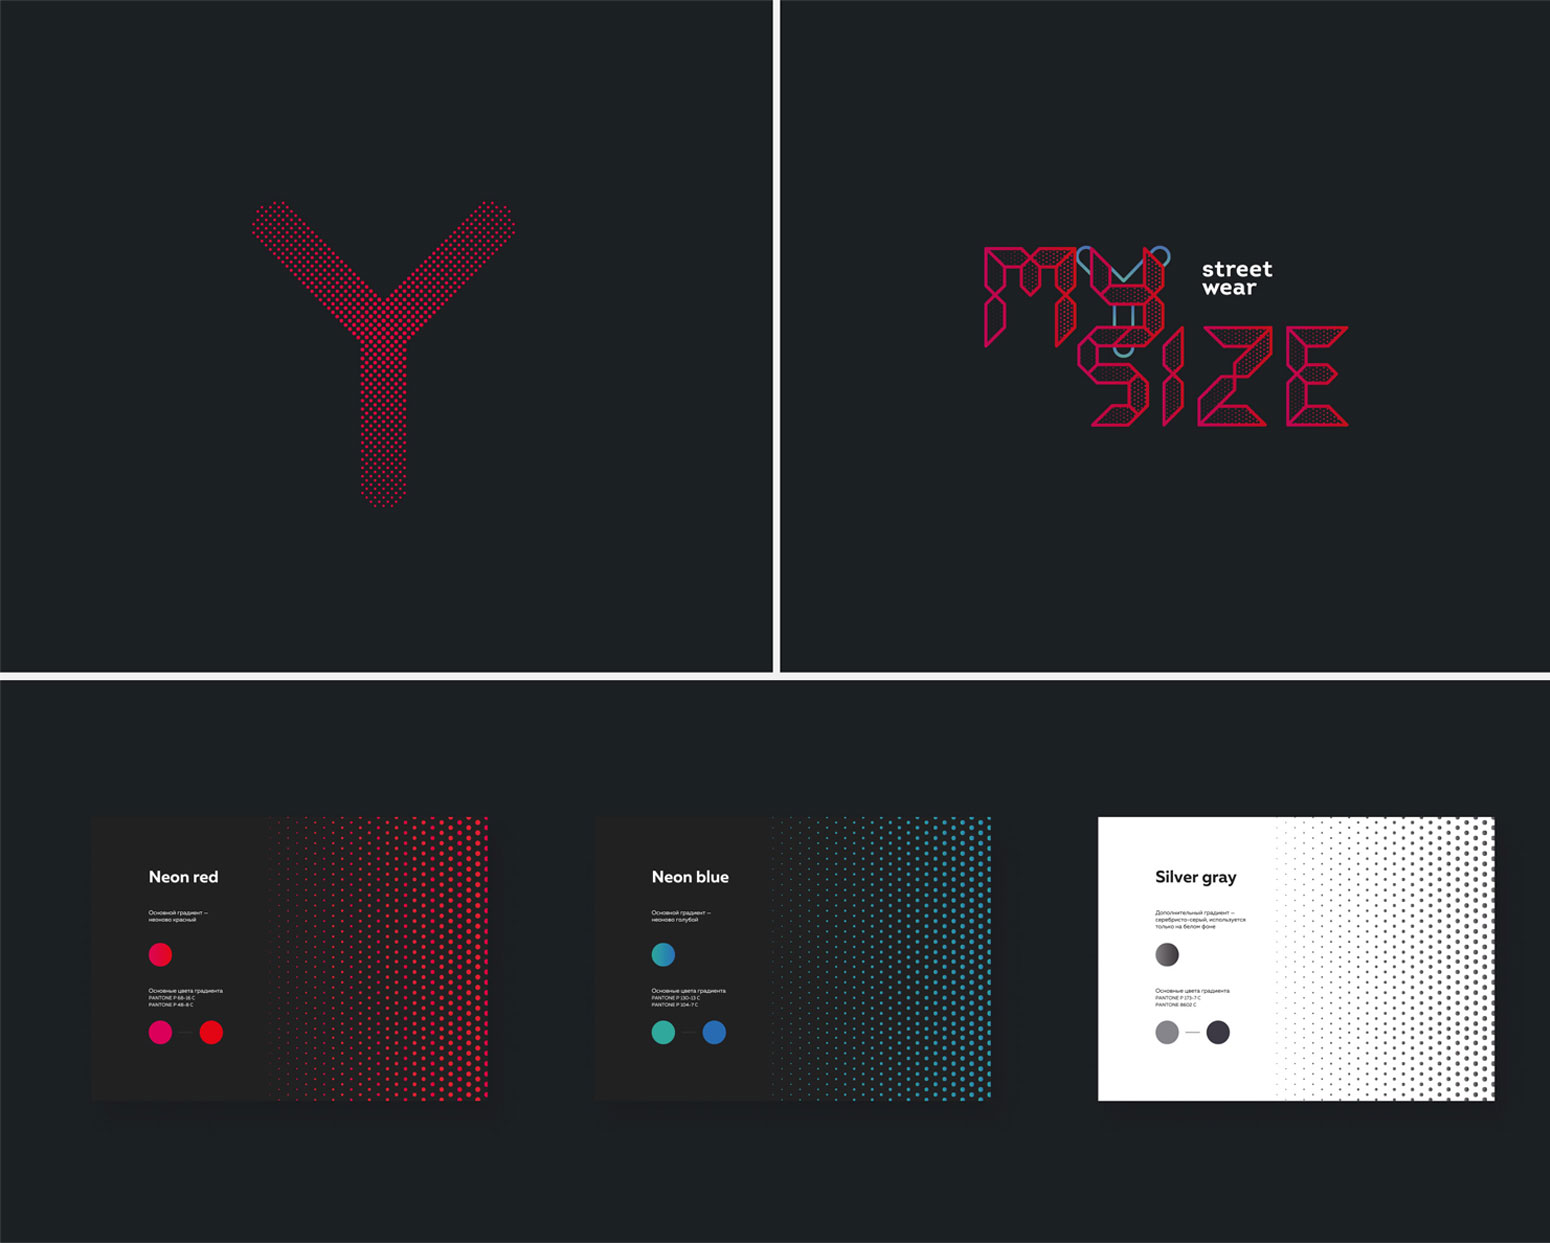 Y
MY
SIZE
street
wear
Neon red
Основной градиент —
неоново красный
Основные цвета градиента
PANTONE P 68-16 C
PANTONE P 48-8 C
Neon blue
Основной градиент —
неоново голубой
Основные цвета градиента
PANTONE P 130-13 C
PANTONE P 104-7 C
Silver gray
Дополнительный градиент —
серебристо-серый, используется
только на белом фоне
Основные цвета градиента
PANTONE P 173-7 C
PANTONE 8602 C